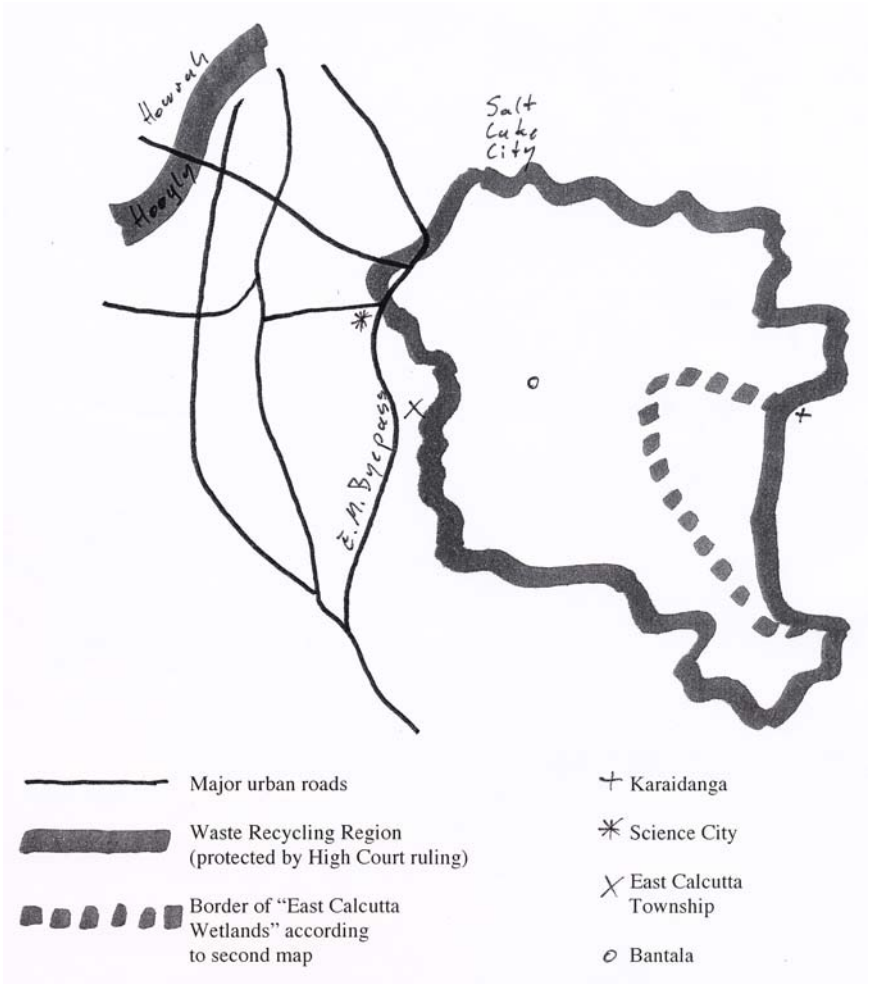 Howrah
Hoogly
Salt
Lake
City
E.M. Byepass
Major urban roads
Waste Recycling Region
(protected by High Court ruling)
Border of “East Calcutta
Wetlands” according
to second map
Karaidanga
Science City
East Calcutta
Township
Bantala